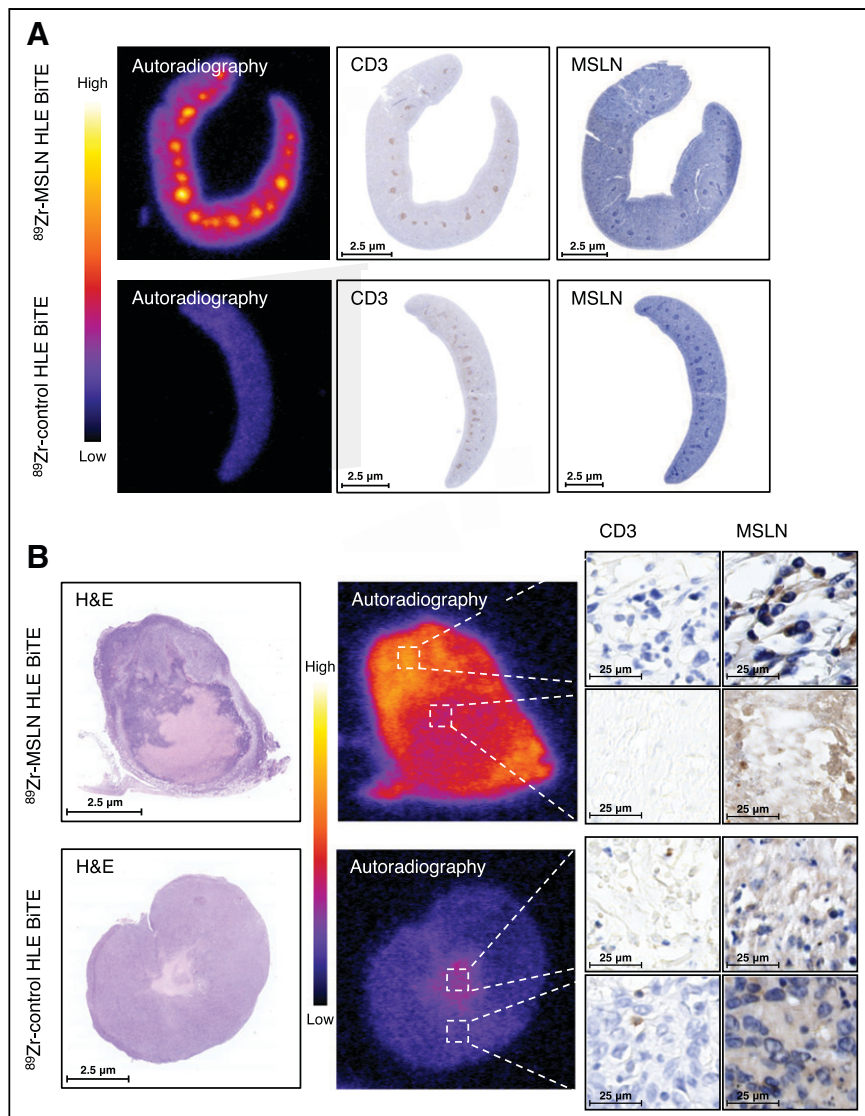 A
High
Low
⁸⁹Zr-MSLN HLE BiTE
Autoradiography
CD3
2.5 µm
MSLN
2.5 µm
⁸⁹Zr-control HLE BiTE
Autoradiography
CD3
2.5 µm
MSLN
2.5 µm
B
⁸⁹Zr-MSLN HLE BiTE
H&E
2.5 µm
High
Low
Autoradiography
CD3
MSLN
25 µm
25 µm
25 µm
25 µm
⁸⁹Zr-control HLE BiTE
H&E
2.5 µm
Autoradiography
25 µm
25 µm
25 µm
25 µm